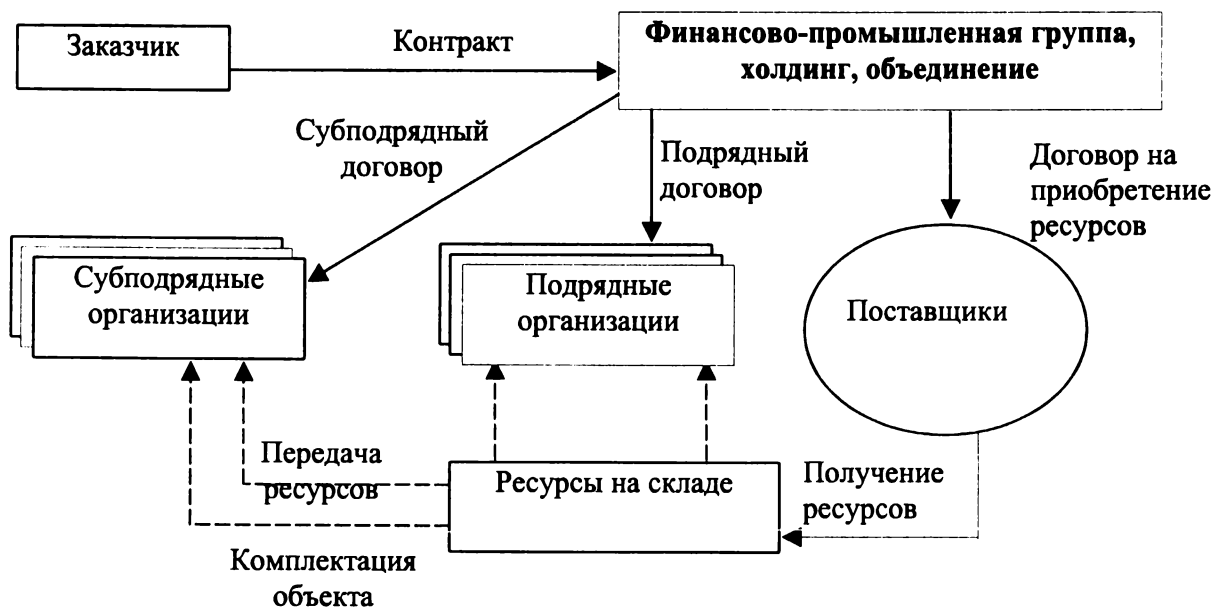 Заказчик
Контракт
Финансово-промышленная группа,
холдинг, объединение
Субподрядный
договор
Подрядный
договор
Договор на
приобретение
ресурсов
Субподрядные
организации
Подрядные
организации
Поставщики
Передача
ресурсов
Ресурсы на складе
Получение
ресурсов
Комплектация
объекта